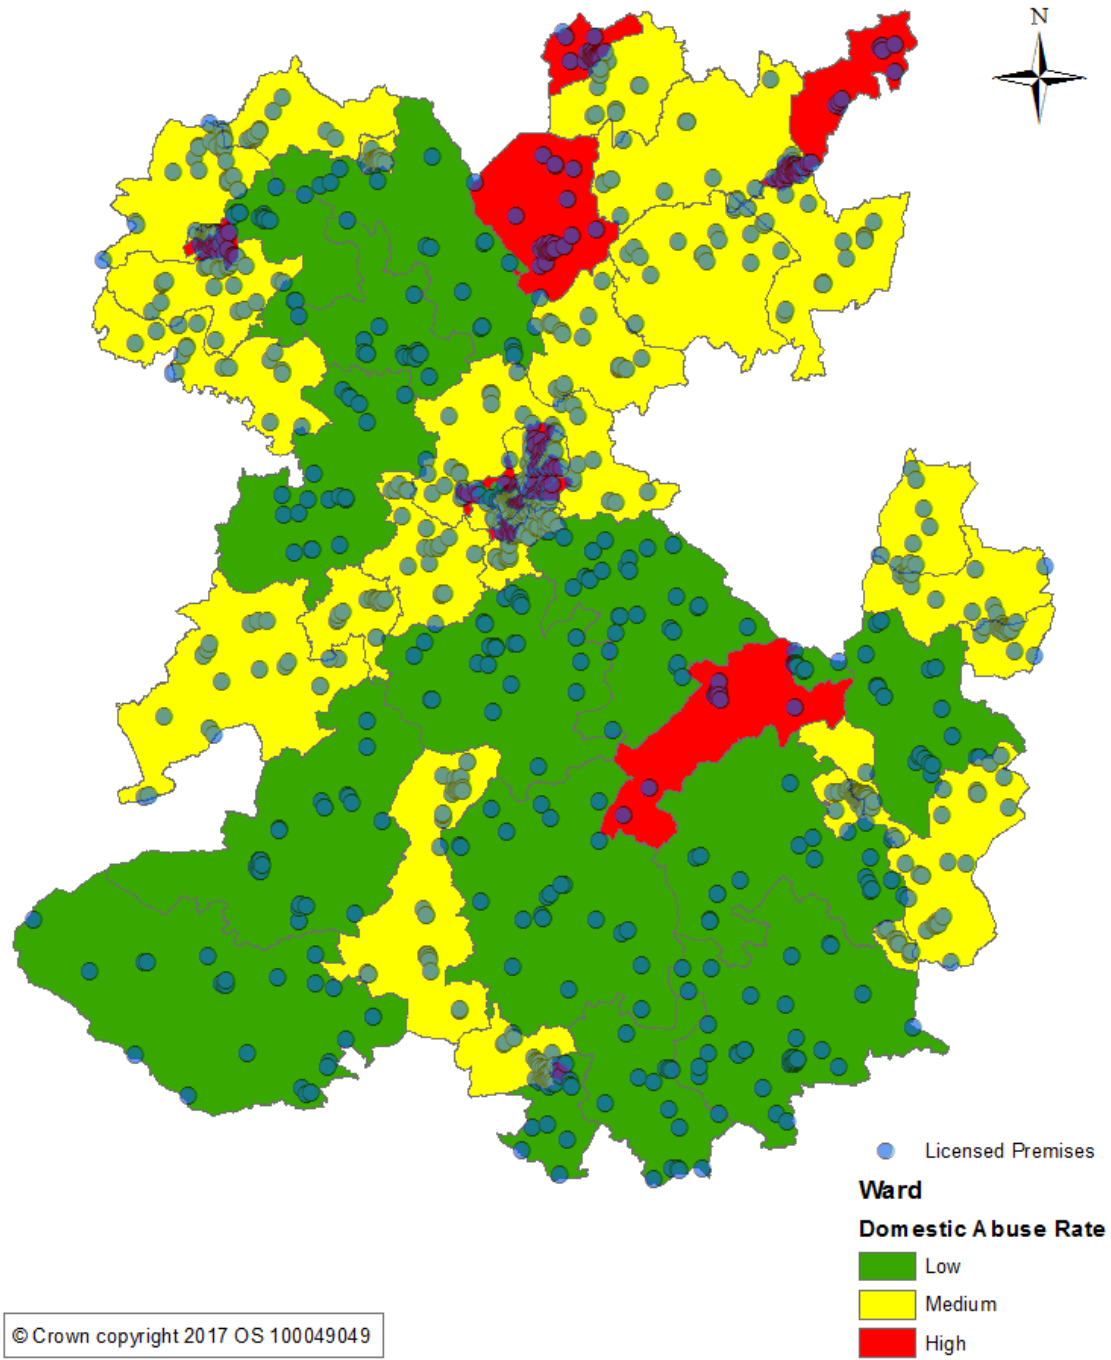 N
Licensed Premises
Ward
Domestic Abuse Rate
Low
Medium
High
© Crown copyright 2017 OS 100049049